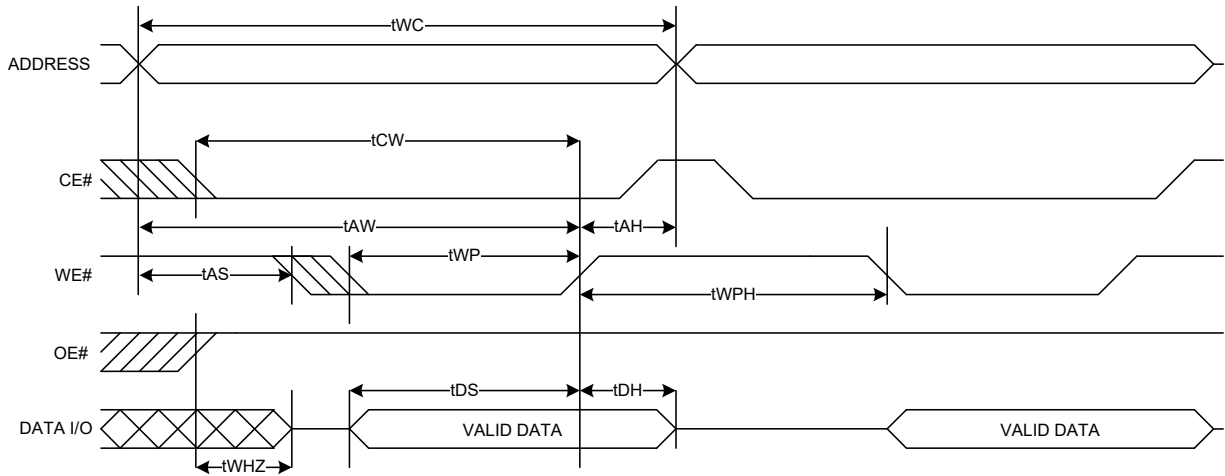 tWC
ADDRESS
tCW
CE#
tAW
tAH
tWP
WE#
tAS
tWPH
OE#
tDS
tDH
DATA I/O
VALID DATA
VALID DATA
tWHZ